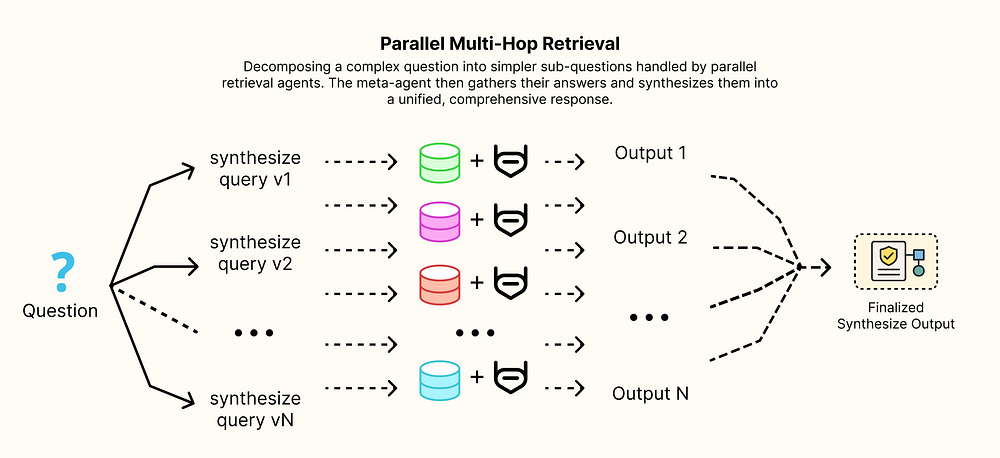 Parallel Multi-Hop Retrieval
Decomposing a complex question into simpler sub-questions handled by parallel
retrieval agents. The meta-agent then gathers their answers and synthesizes them into
a unified, comprehensive response.
?
Question
synthesize
query v1
synthesize
query v2
•••
synthesize
query vN
+
+
+
•••
+
Output 1
Output 2
•••
Output N
Finalized
Synthesize Output